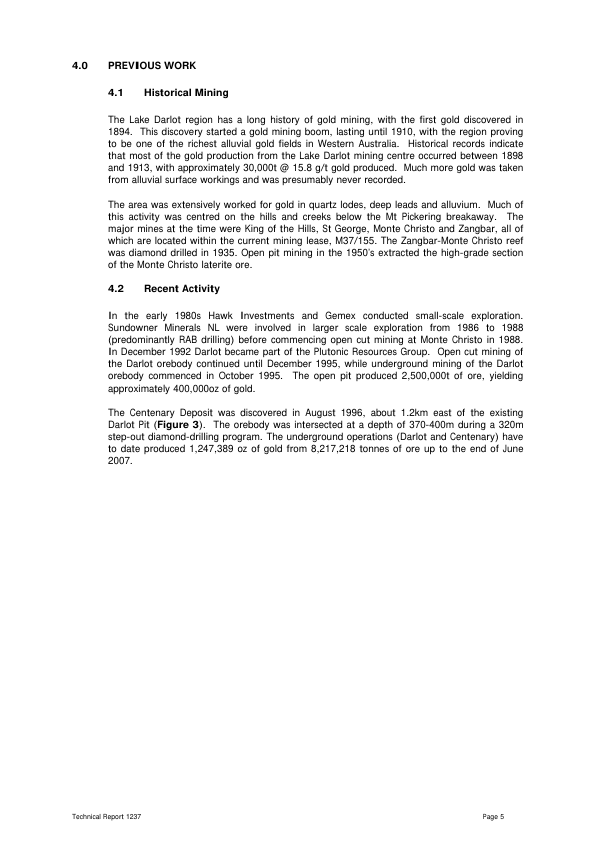 4.0 PREVIOUS WORK
4.1 Historical Mining
The Lake Darlot region has a long history of gold mining, with the first gold discovered in
1894. This discovery started a gold mining boom, lasting until 1910, with the region proving
to be one of the richest alluvial gold fields in Western Australia. Historical records indicate
that most of the gold production from the Lake Darlot mining centre occurred between 1898
and 1913, with approximately 30,000t @ 15.8 g/t gold produced. Much more gold was taken
from alluvial surface workings and was presumably never recorded.
The area was extensively worked for gold in quartz lodes, deep leads and alluvium. Much of
this activity was centred on the hills and creeks below the Mt Pickering breakaway. The
major mines at the time were King of the Hills, St George, Monte Christo and Zangbar, all of
which are located within the current mining lease, M37/155. The Zangbar-Monte Christo reef
was diamond drilled in 1935. Open pit mining in the 1950's extracted the high-grade section
of the Monte Christo laterite ore.
4.2 Recent Activity
In the early 1980s Hawk Investments and Gemex conducted small-scale exploration.
Sundowner Minerals NL were involved in larger scale exploration from 1986 to 1988
(predominantly RAB drilling) before commencing open cut mining at Monte Christo in 1988.
In December 1992 Darlot became part of the Plutonic Resources Group. Open cut mining of
the Darlot orebody continued until December 1995, while underground mining of the Darlot
orebody commenced in October 1995. The open pit produced 2,500,000t of ore, yielding
approximately 400,000oz of gold.
The Centenary Deposit was discovered in August 1996, about 1.2km east of the existing
Darlot Pit (Figure 3). The orebody was intersected at a depth of 370-400m during a 320m
step-out diamond-drilling program. The underground operations (Darlot and Centenary) have
to date produced 1,247,389 oz of gold from 8,217,218 tonnes of ore up to the end of June
2007.
Technical Report 1237 Page 5